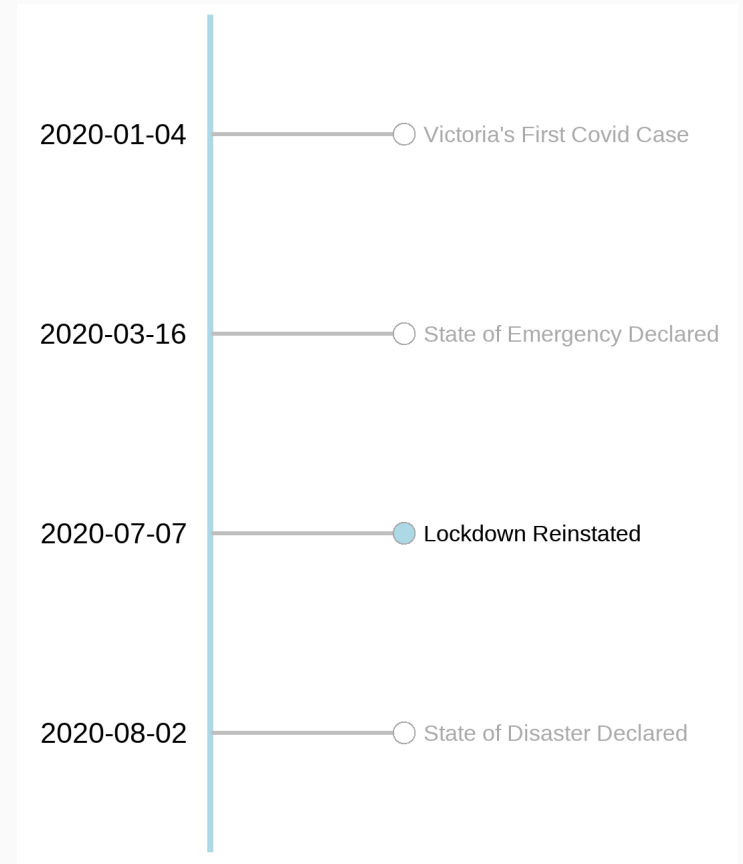 2020-01-04 Victoria's First Covid Case
2020-03-16 State of Emergency Declared
2020-07-07 Lockdown Reinstated
2020-08-02 State of Disaster Declared